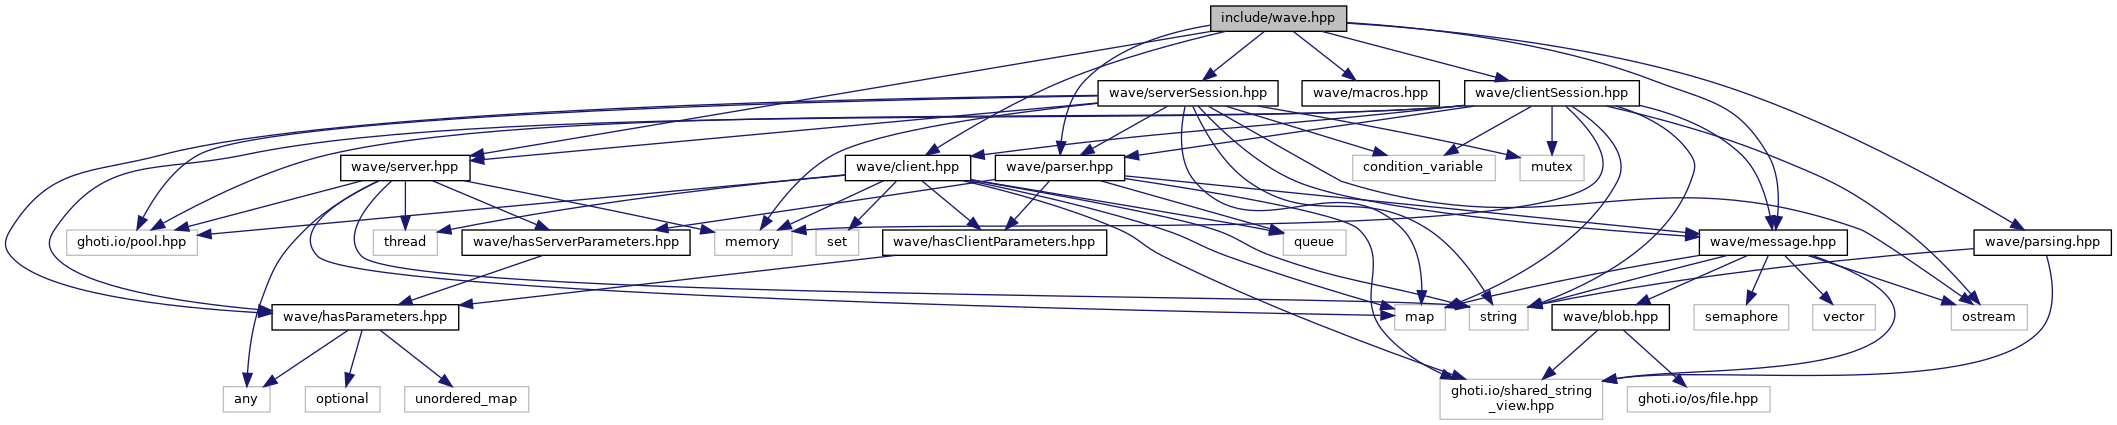 include/wave.hpp
wave/serverSession.hpp
wave/macros.hpp
wave/clientSession.hpp
wave/server.hpp
wave/client.hpp
wave/parser.hpp
condition_variable
mutex
ghoti.io/pool.hpp
thread
wave/hasServerParameters.hpp
memory
set
wave/hasClientParameters.hpp
queue
wave/message.hpp
wave/parsing.hpp
wave/hasParameters.hpp
map
string
wave/blob.hpp
semaphore
vector
ostream
any
optional
unordered_map
ghoti.io/shared_string
_view.hpp
ghoti.io/os/file.hpp